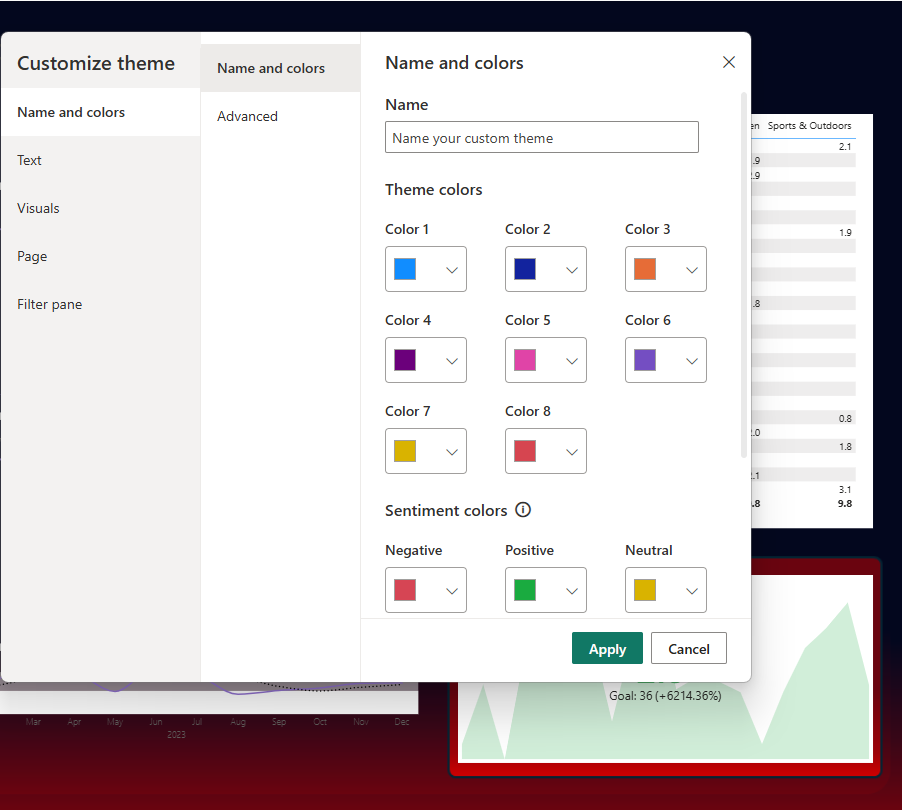 Customize theme
Name and colors
Text
Visuals
Page
Filter pane
Name and colors
Advanced
Name and colors
Name
Name your custom theme
Theme colors
Color 1 Color 2 Color 3
Color 4 Color 5 Color 6
Color 7 Color 8
Sentiment colors
Negative Positive Neutral
Apply Cancel
en Sports & Outdoors
2.1
.9
.9
1.9
.8
0.8
2.0
1.8
.1
3.1
.8 9.8
Goal: 36 (+6214.36%)
Mar Apr May Jun Jul Aug Sep Oct Nov Dec
2023